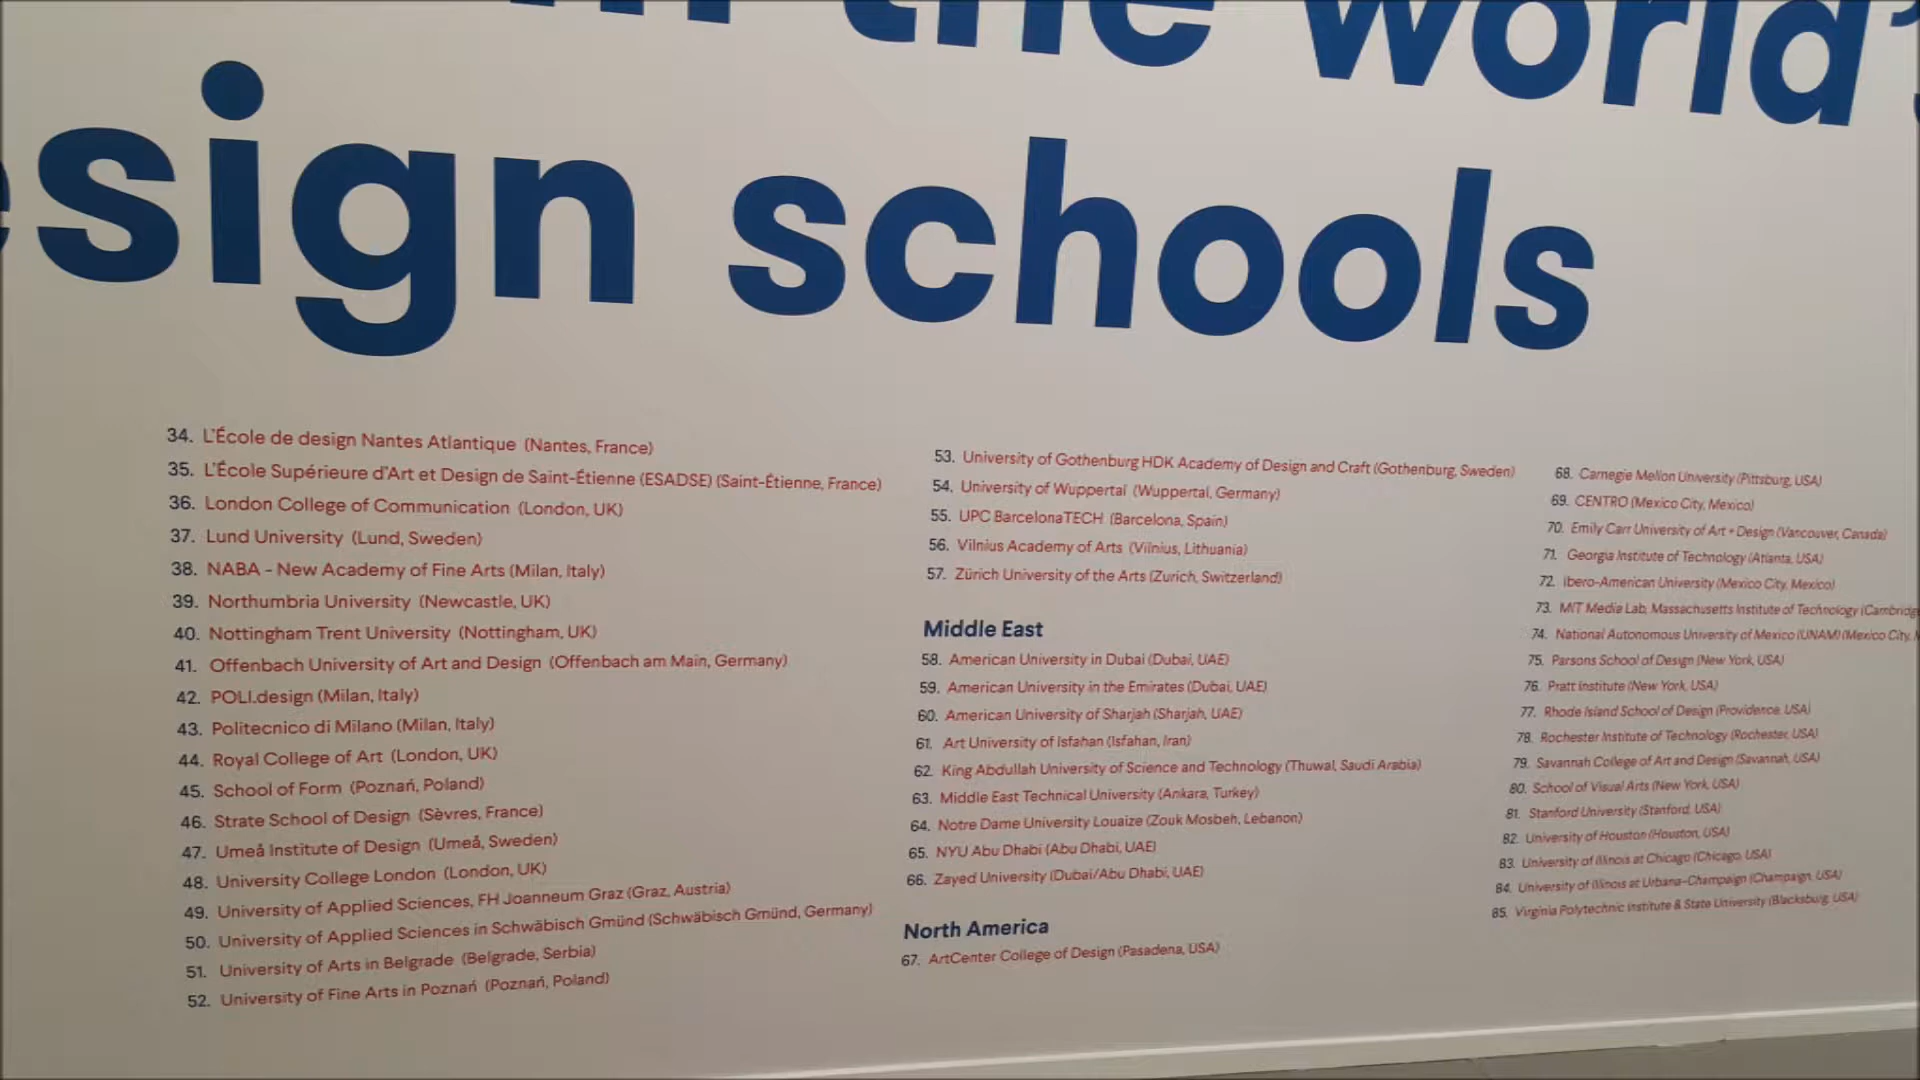 in the world's
esign schools
34. L'École de design Nantes Atlantique (Nantes, France)
35. L'École Supérieure d'Art et Design de Saint-Étienne (ESADSE) (Saint-Étienne, France)
36. London College of Communication (London, UK)
37. Lund University (Lund, Sweden)
38. NABA - New Academy of Fine Arts (Milan, Italy)
39. Northumbria University (Newcastle, UK)
40. Nottingham Trent University (Nottingham, UK)
41. Offenbach University of Art and Design (Offenbach am Main, Germany)
42. POLI.design (Milan, Italy)
43. Politecnico di Milano (Milan, Italy)
44. Royal College of Art (London, UK)
45. School of Form (Poznań, Poland)
46. Strate School of Design (Sèvres, France)
47. Umeå Institute of Design (Umeå, Sweden)
48. University College London (London, UK)
49. University of Applied Sciences, FH Joanneum Graz (Graz, Austria)
50. University of Applied Sciences in Schwäbisch Gmünd (Schwäbisch Gmünd, Germany)
51. University of Arts in Belgrade (Belgrade, Serbia)
52. University of Fine Arts in Poznań (Poznań, Poland)
53. University of Gothenburg HDK Academy of Design and Craft (Gothenburg, Sweden)
54. University of Wuppertal (Wuppertal, Germany)
55. UPC BarcelonaTECH (Barcelona, Spain)
56. Vilnius Academy of Arts (Vilnius, Lithuania)
57. Zürich University of the Arts (Zurich, Switzerland)
Middle East
58. American University in Dubai (Dubai, UAE)
59. American University in the Emirates (Dubai, UAE)
60. American University of Sharjah (Sharjah, UAE)
61. Art University of Isfahan (Isfahan, Iran)
62. King Abdullah University of Science and Technology (Thuwal, Saudi Arabia)
63. Middle East Technical University (Ankara, Turkey)
64. Notre Dame University Louaize (Zouk Mosbeh, Lebanon)
65. NYU Abu Dhabi (Abu Dhabi, UAE)
66. Zayed University (Dubai/Abu Dhabi, UAE)
North America
67. ArtCenter College of Design (Pasadena, USA)
68. Carnegie Mellon University (Pittsburg, USA)
69. CENTRO (Mexico City, Mexico)
70. Emily Carr University of Art + Design (Vancouver, Canada)
71. Georgia Institute of Technology (Atlanta, USA)
72. Ibero-American University (Mexico City, Mexico)
73. MIT Media Lab, Massachusetts Institute of Technology (Cambridge
74. National Autonomous University of Mexico (UNAM) (Mexico City,
75. Parsons School of Design (New York, USA)
76. Pratt Institute (New York, USA)
77. Rhode Island School of Design (Providence, USA)
78. Rochester Institute of Technology (Rochester, USA)
79. Savannah College of Art and Design (Savannah, USA)
80. School of Visual Arts (New York, USA)
81. Stanford University (Stanford, USA)
82. University of Houston (Houston, USA)
83. University of Illinois at Chicago (Chicago, USA)
84. University of Illinois at Urbana-Champaign (Champaign, USA)
85. Virginia Polytechnic Institute & State University (Blacksburg, USA)